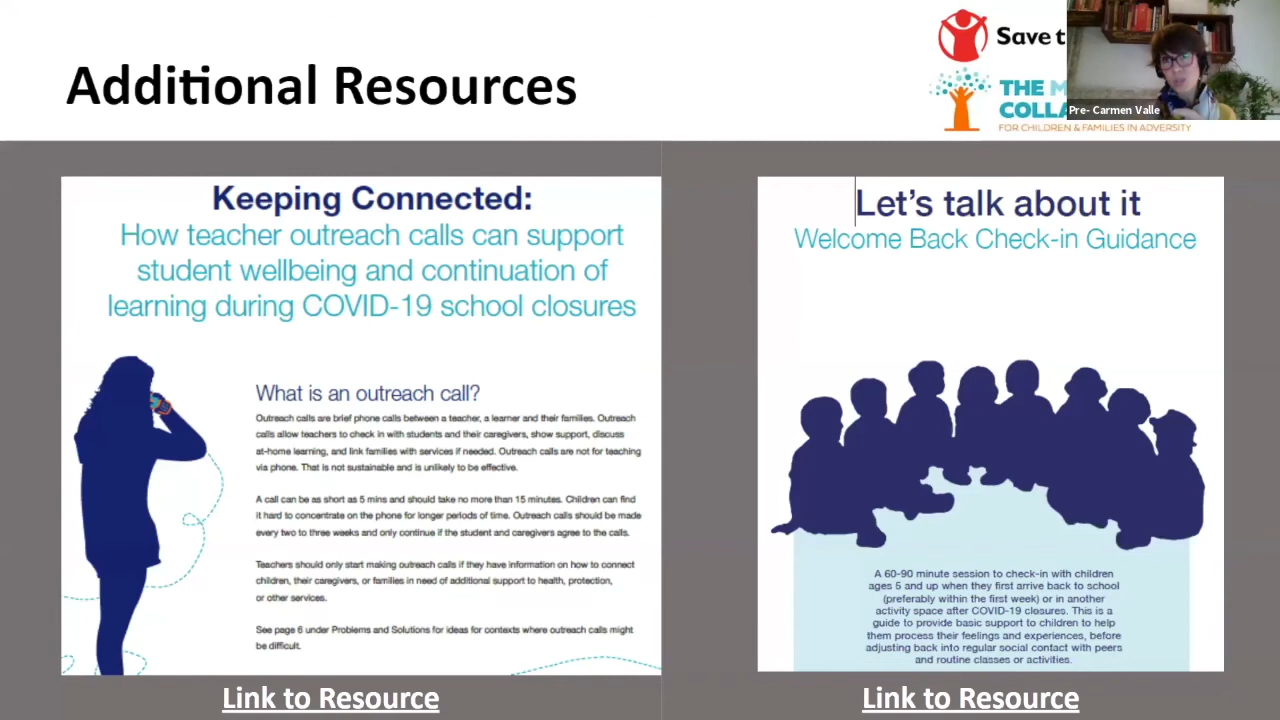 Additional Resources
Save t
THE M
COLLA
FOR CHILDREN & FAMILIES IN ADVERSITY
Pre- Carmen Valle
Keeping Connected:
How teacher outreach calls can support
student wellbeing and continuation of
learning during COVID-19 school closures
What is an outreach call?
Outreach calls are brief phone calls between a teacher, a learner and their families. Outreach
calls allow teachers to check in with students and their caregivers, show support, discuss
at-home learning, and link families with services if needed. Outreach calls are not for teaching
via phone. That is not sustainable and is unlikely to be effective.
A call can be as short as 5 mins and should take no more than 15 minutes. Children can find
it hard to concentrate on the phone for longer periods of time. Outreach calls should be made
every two to three weeks and only continue if the student and caregivers agree to the calls.
Teachers should only start making outreach calls if they have information on how to connect
children, their caregivers, or families in need of additional support to health, protection,
or other services.
See page 6 under Problems and Solutions for ideas for contexts where outreach calls might
be difficult.
Link to Resource
Let's talk about it
Welcome Back Check-in Guidance
A 60-90 minute session to check-in with children
ages 5 and up when they first arrive back to school
(preferably within the first week) or in another
activity space after COVID-19 closures. This is a
guide to provide basic support to children to help
them process their feelings and experiences, before
adjusting back into regular social contact with peers
and routine classes or activities.
Link to Resource